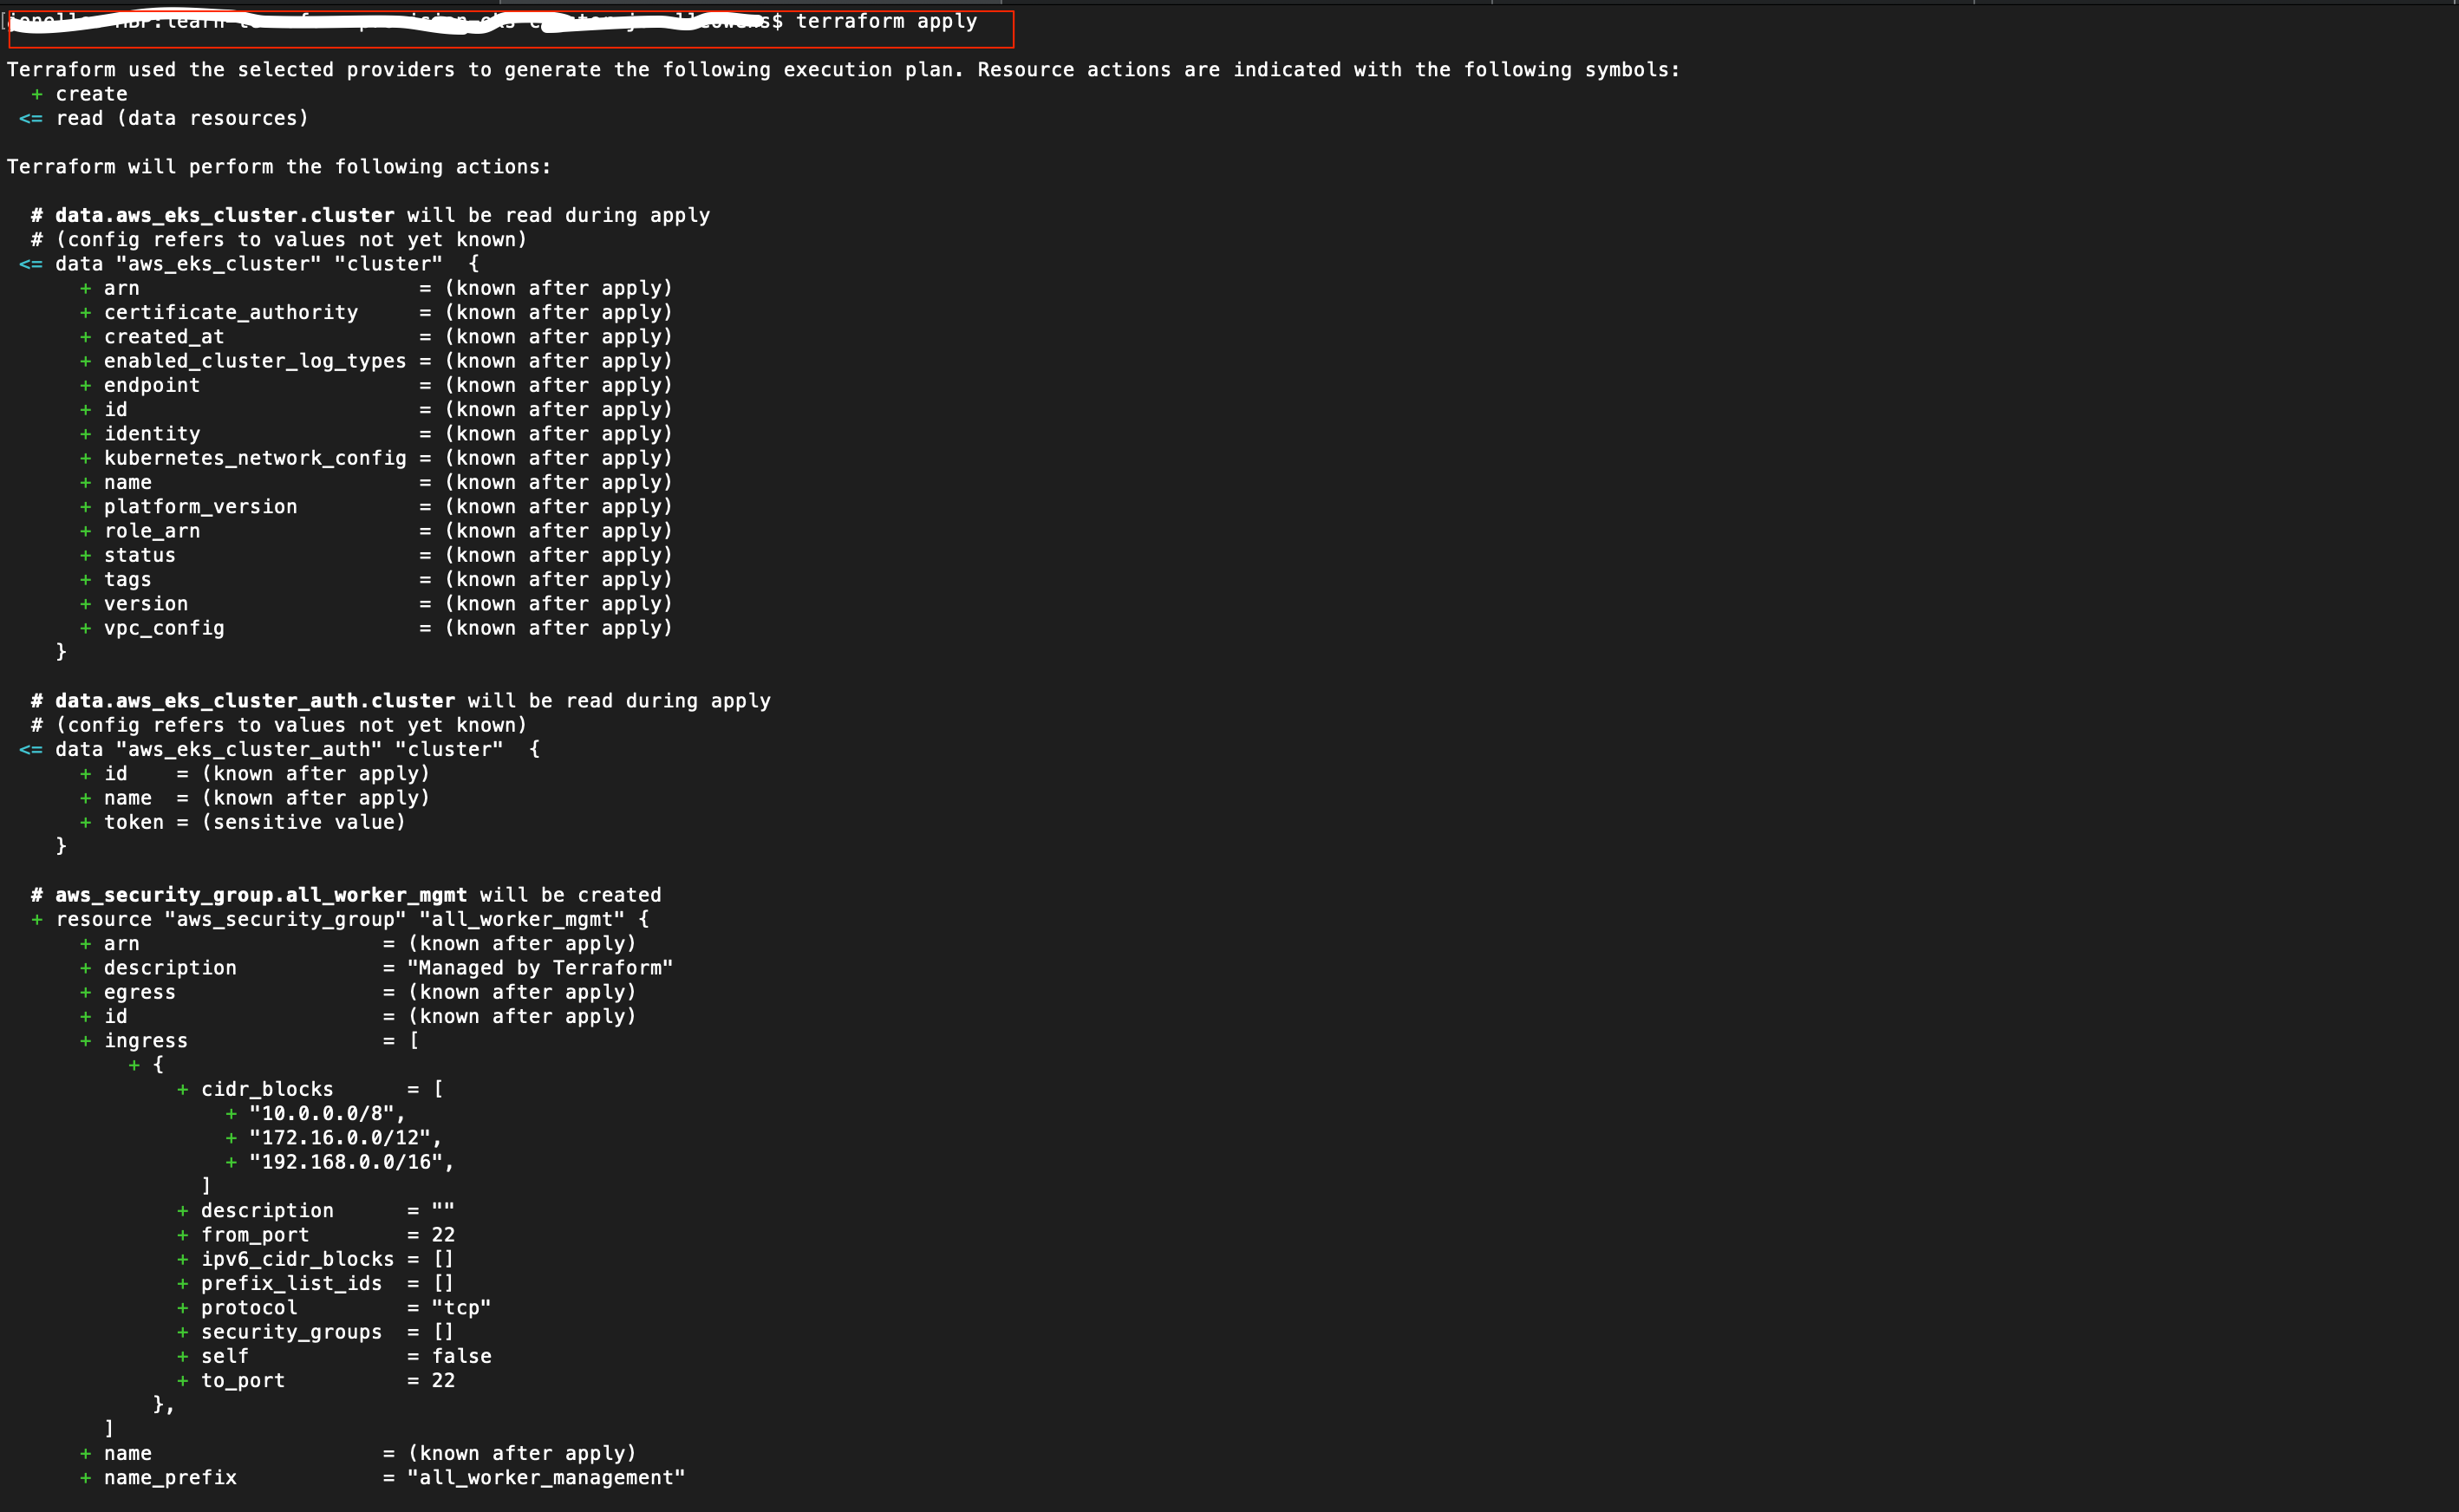 $ terraform apply
Terraform used the selected providers to generate the following execution plan. Resource actions are indicated with the following symbols:
+ create
<= read (data resources)
Terraform will perform the following actions:
# data.aws_eks_cluster.cluster will be read during apply
# (config refers to values not yet known)
<= data "aws_eks_cluster" "cluster"  {
+ arn                       = (known after apply)
+ certificate_authority     = (known after apply)
+ created_at                = (known after apply)
+ enabled_cluster_log_types = (known after apply)
+ endpoint                  = (known after apply)
+ id                        = (known after apply)
+ identity                  = (known after apply)
+ kubernetes_network_config = (known after apply)
+ name                      = (known after apply)
+ platform_version          = (known after apply)
+ role_arn                  = (known after apply)
+ status                    = (known after apply)
+ tags                      = (known after apply)
+ version                   = (known after apply)
+ vpc_config                = (known after apply)
}
# data.aws_eks_cluster_auth.cluster will be read during apply
# (config refers to values not yet known)
<= data "aws_eks_cluster_auth" "cluster"  {
+ id    = (known after apply)
+ name  = (known after apply)
+ token = (sensitive value)
}
# aws_security_group.all_worker_mgmt will be created
+ resource "aws_security_group" "all_worker_mgmt" {
+ arn                    = (known after apply)
+ description            = "Managed by Terraform"
+ egress                 = (known after apply)
+ id                     = (known after apply)
+ ingress                = [
+ {
+ cidr_blocks      = [
+ "10.0.0.0/8",
+ "172.16.0.0/12",
+ "192.168.0.0/16",
]
+ description      = ""
+ from_port        = 22
+ ipv6_cidr_blocks = []
+ prefix_list_ids  = []
+ protocol         = "tcp"
+ security_groups  = []
+ self             = false
+ to_port          = 22
},
]
+ name                   = (known after apply)
+ name_prefix            = "all_worker_management"